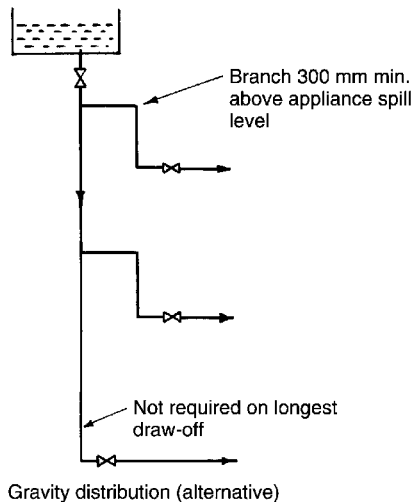 Branch 300 mm min.
above appliance spill
level
Not required on longest
draw-off
Gravity distribution (alternative)